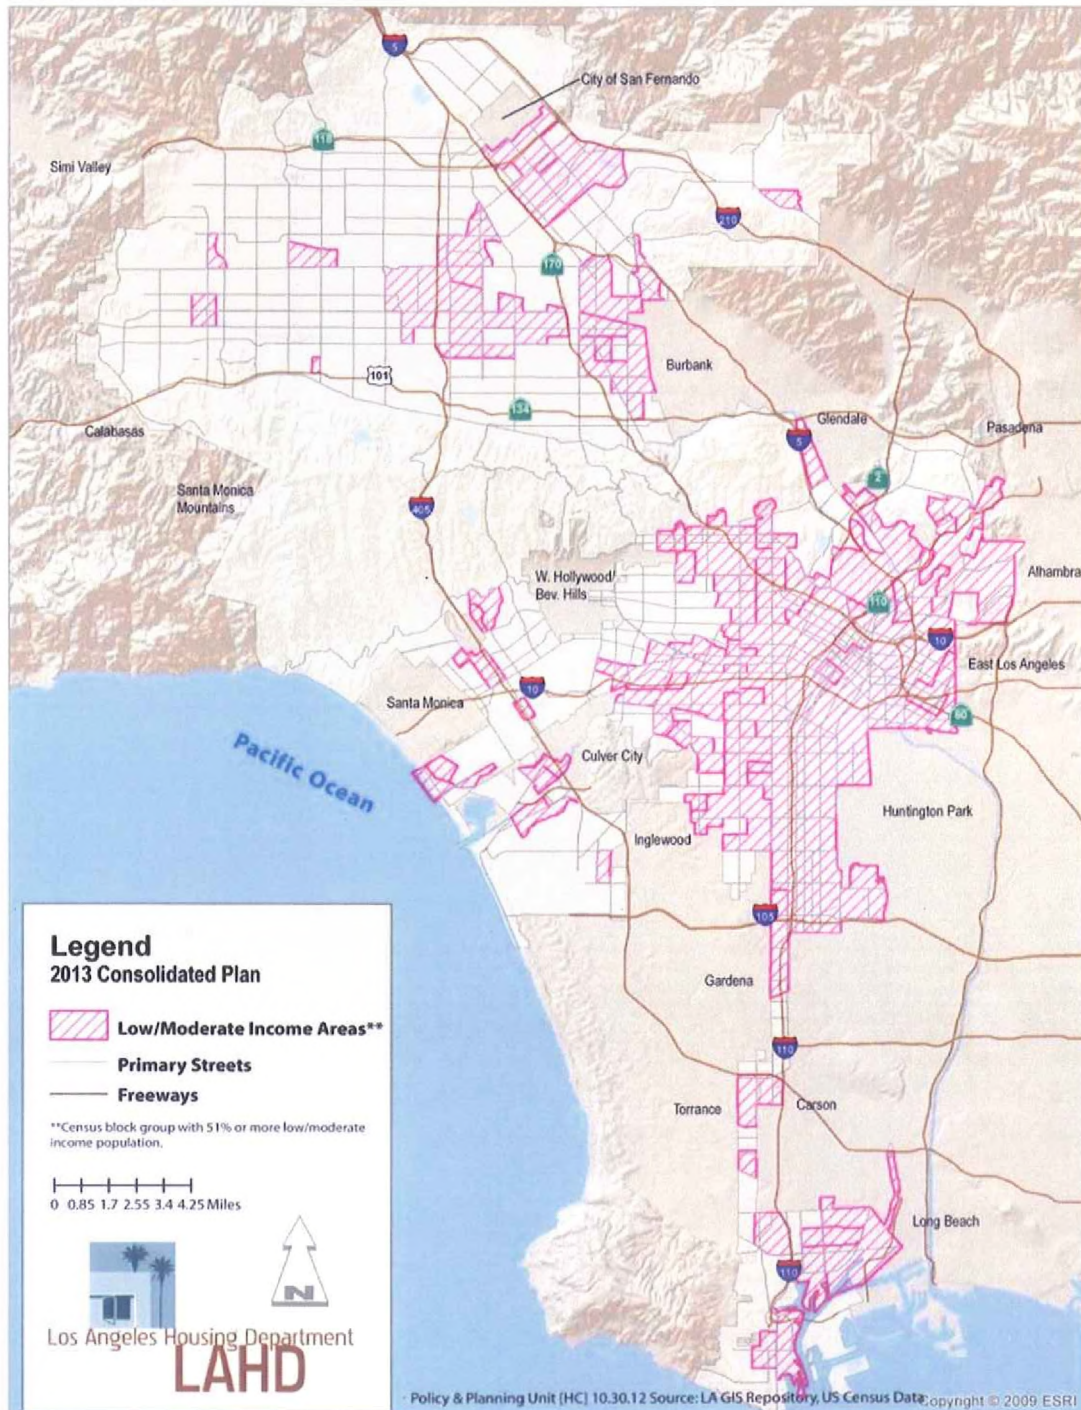 5
City of San Fernando
118
Simi Valley
210
170
Burbank
101
134
Glendale
Calabasas
5
Pasadena
2
Santa Monica
Mountains
405
Alhambra
W. Hollywood/
Bev. Hills
110
10
East Los Angeles
10
Santa Monica
60
Pacific Ocean
Culver City
Huntington Park
Inglewood
105
Gardena
110
Torrance
Carson
Long Beach
110
Legend
2013 Consolidated Plan
Low/Moderate Income Areas**
Primary Streets
Freeways
**Census block group with 51% or more low/moderate
income population.
0 0.85 1.7 2.55 3.4 4.25 Miles
N
Los Angeles Housing Department
LAHD
Policy & Planning Unit [HC] 10.30.12 Source: LA GIS Repository, US Census Data
Copyright © 2009 ESRI